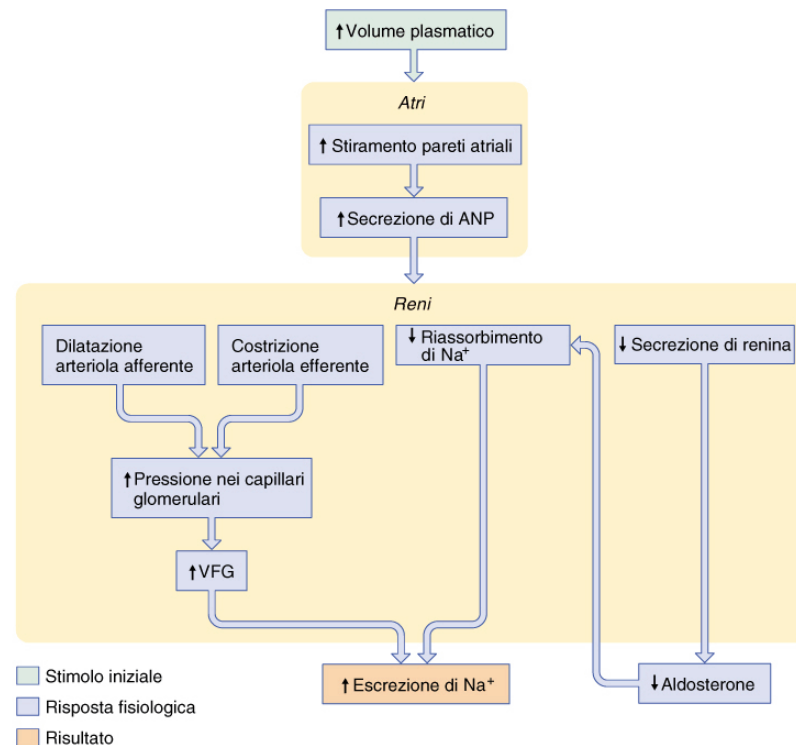 ↑Volume plasmatico
Atri
↑Stiramento pareti atriali
↑Secrezione di ANP
Reni
Dilatazione
arteriola afferente
Costrizione
arteriola efferente
↓Riassorbimento
di Na⁺
↓Secrezione di renina
↑Pressione nei capillari
glomerulari
↑VFG
↑Escrezione di Na⁺
↓Aldosterone
Stimolo iniziale
Risposta fisiologica
Risultato